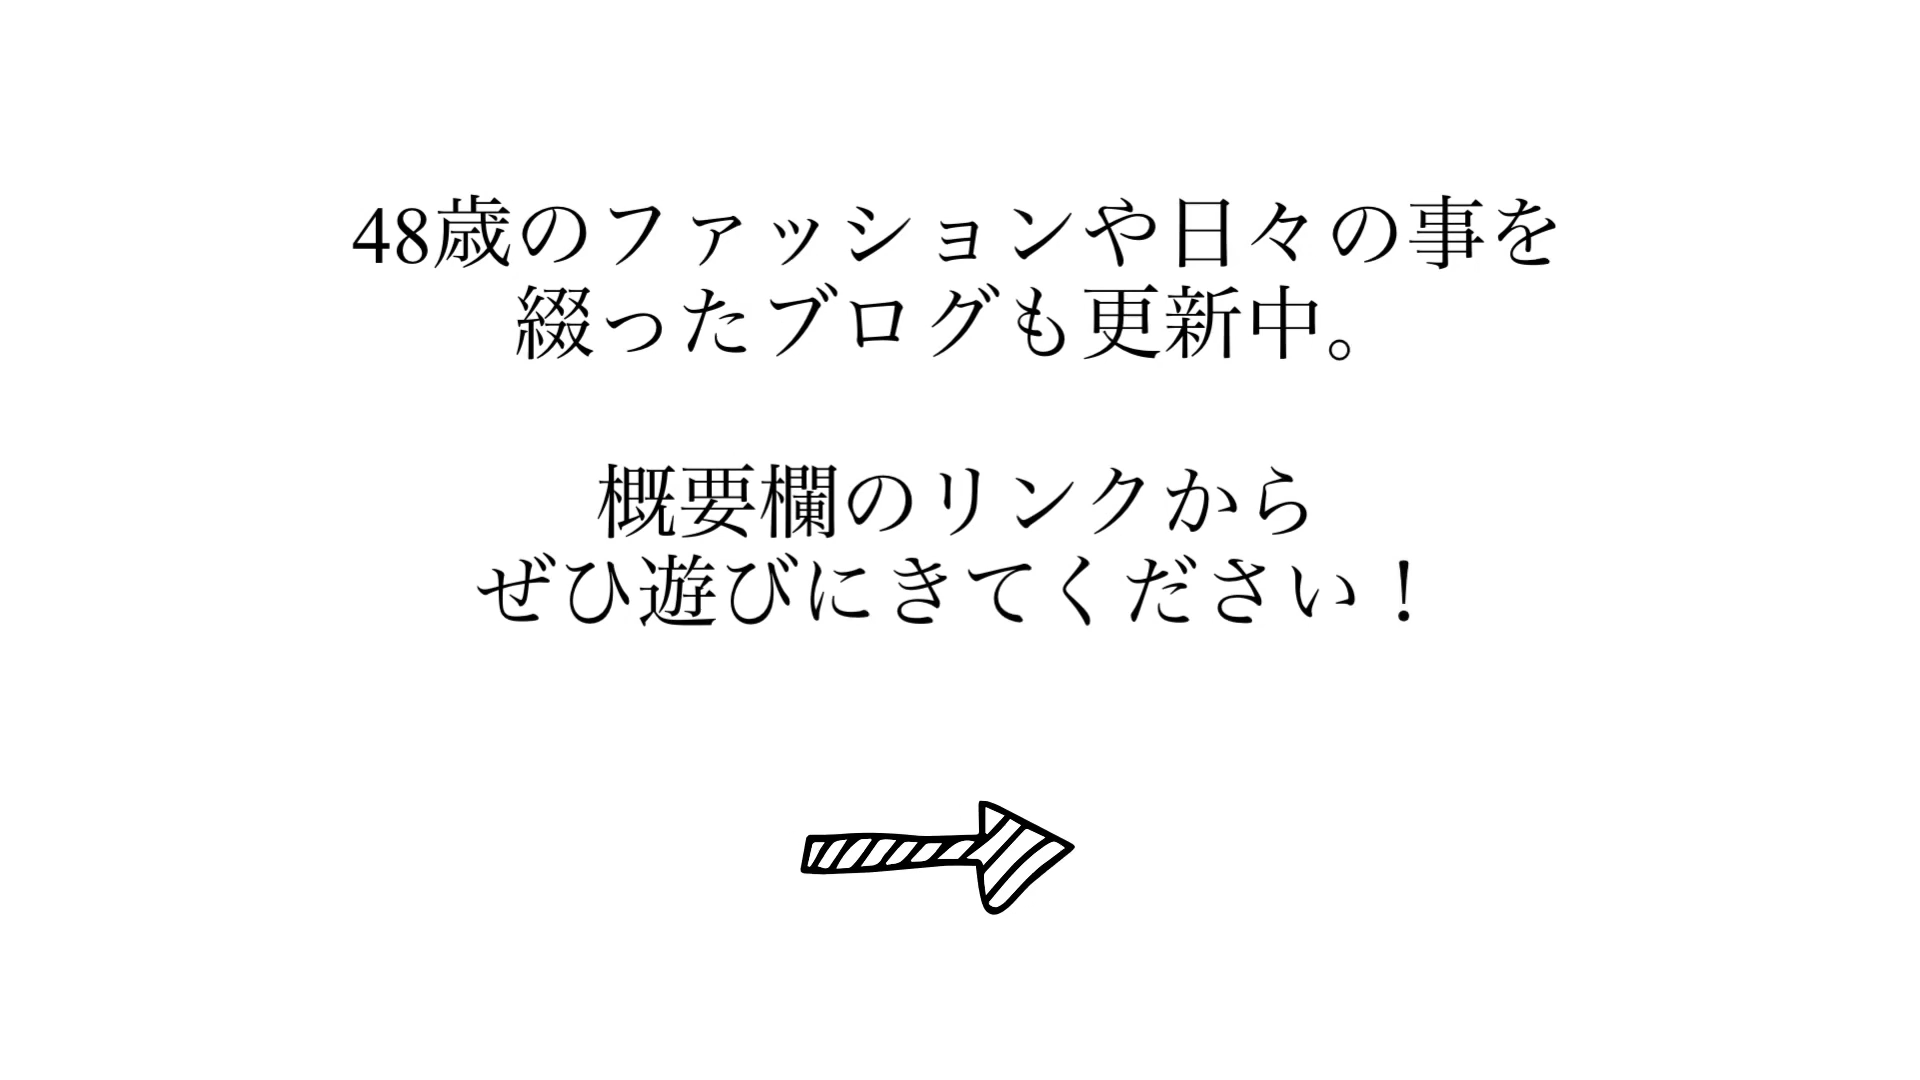 48歳のファッションや日々の事を
綴ったブログも更新中。
概要欄のリンクから
ぜひ遊びにきてください！